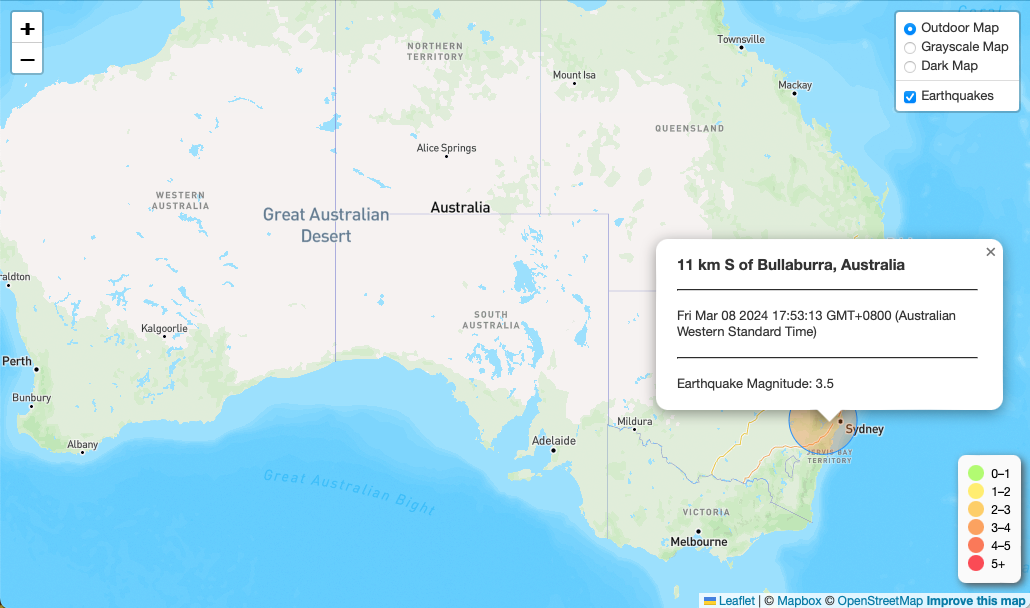 +
−
Outdoor Map
Grayscale Map
Dark Map
Earthquakes
NORTHERN
TERRITORY
Townsville
Mount Isa
Mackay
QUEENSLAND
Alice Springs
WESTERN
AUSTRALIA
Australia
Great Australian
Desert
×
11 km S of Bullaburra, Australia
Fri Mar 08 2024 17:53:13 GMT+0800 (Australian
Western Standard Time)
Earthquake Magnitude: 3.5
raldton
SOUTH
AUSTRALIA
Kalgoorlie
Perth
Bunbury
Albany
Adelaide
Mildura
Sydney
JERVIS BAY
TERRITORY
Great Australian Bight
VICTORIA
Melbourne
0–1
1–2
2–3
3–4
4–5
5+
Leaflet | © Mapbox © OpenStreetMap Improve this map